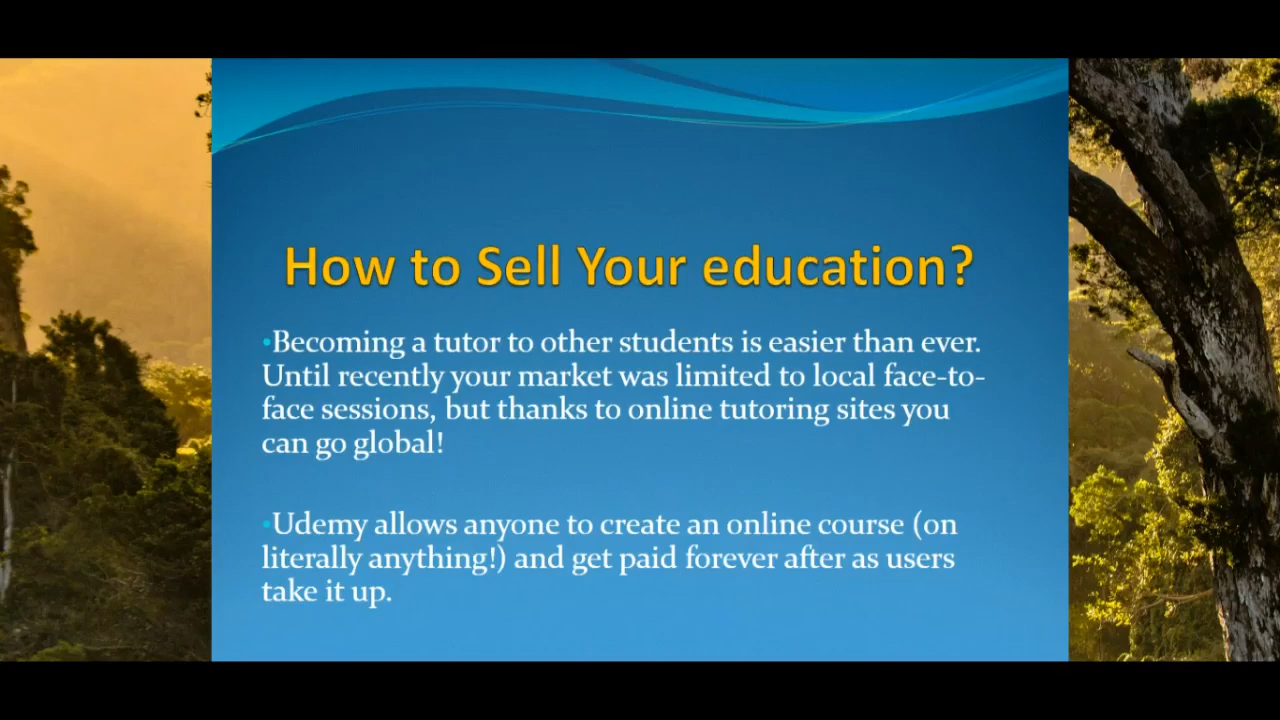 How to Sell Your education?
•Becoming a tutor to other students is easier than ever.
Until recently your market was limited to local face-to-
face sessions, but thanks to online tutoring sites you
can go global!
•Udemy allows anyone to create an online course (on
literally anything!) and get paid forever after as users
take it up.